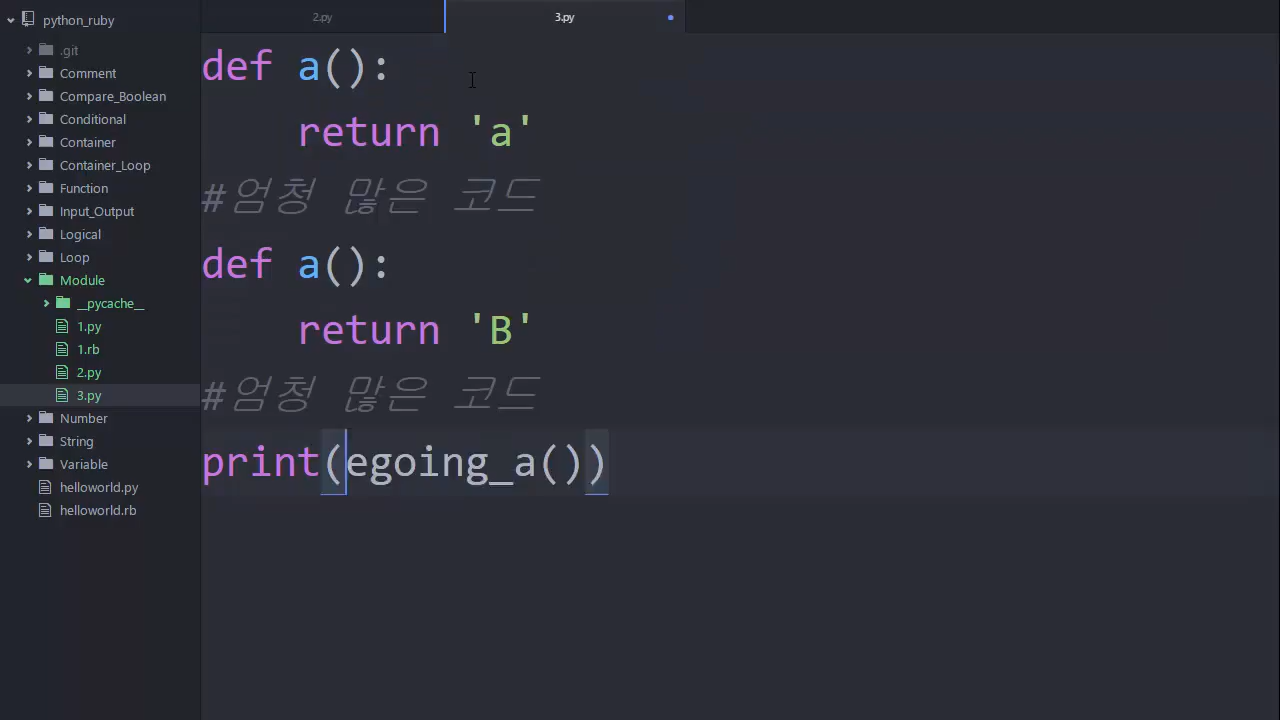 python_ruby
.git
Comment
Compare_Boolean
Conditional
Container
Container_Loop
Function
Input_Output
Logical
Loop
Module
__pycache__
1.py
1.rb
2.py
3.py
Number
String
Variable
helloworld.py
helloworld.rb
2.py
3.py
def a():
    return 'a'
#엄청 많은 코드
def a():
    return 'B'
#엄청 많은 코드
print(egoing_a())